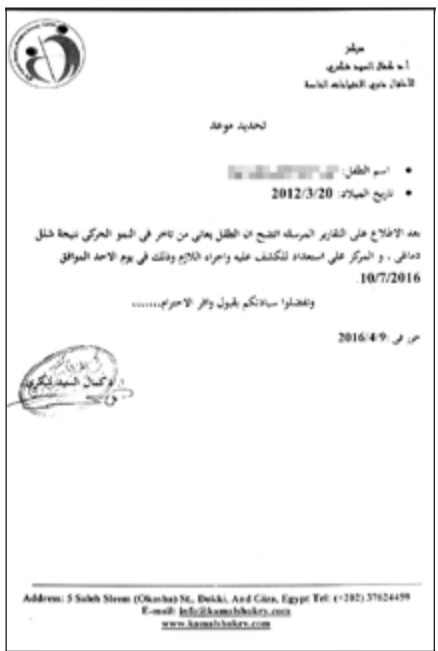 مركز
أ.د كمال السيد شكري
للأطفال ذوي الاحتياجات الخاصة
تحديد موعد
• اسم الطفل:
• تاريخ الميلاد: 2012/3/20
بعد الاطلاع على التقارير المرسله اتضح ان الطفل يعاني من تاخر في النمو الحركي نتيجة شلل
دماغي ، و المركز على استعداد للكشف عليه واجراء اللازم وذلك في يوم الاحد الموافق
10/7/2016.
وتفضلوا سيادتكم بقبول وافر الاحترام.......
حرر في :2016/4/9
د. كمال السيد شكري
Address: 5 Saleh Sleem (Okasha) St., Dokki, And Giza, Egypt Tel: (+202) 37624459
E-mail: info@kamalshokry.com
www.kamalshokry.com